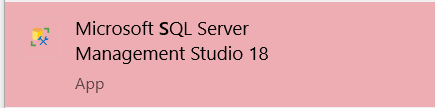 Microsoft SQL Server
Management Studio 18
App